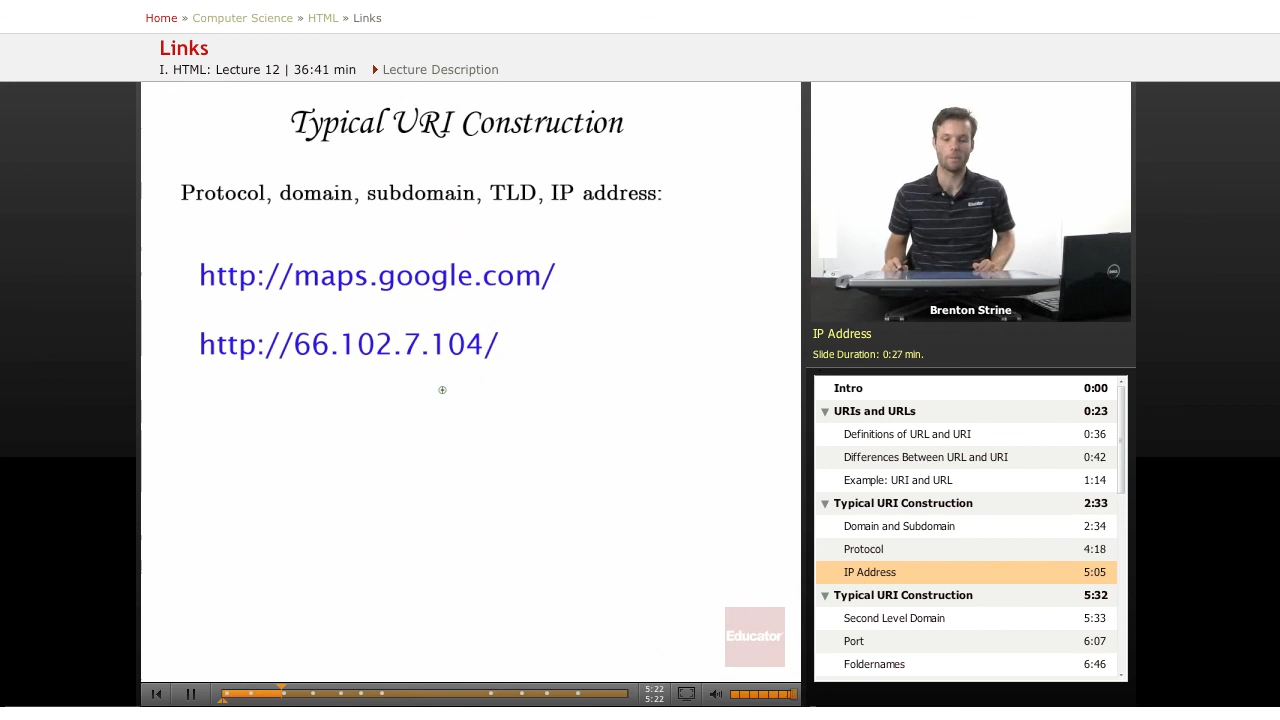 Home » Computer Science » HTML » Links
Links
I. HTML: Lecture 12 | 36:41 min Lecture Description
Typical URI Construction
Protocol, domain, subdomain, TLD, IP address:
http://maps.google.com/
http://66.102.7.104/
Educator
Brenton Strine
IP Address
Slide Duration: 0:27 min.
Intro 0:00
URIs and URLs 0:23
Definitions of URL and URI 0:36
Differences Between URL and URI 0:42
Example: URI and URL 1:14
Typical URI Construction 2:33
Domain and Subdomain 2:34
Protocol 4:18
IP Address 5:05
Typical URI Construction 5:32
Second Level Domain 5:33
Port 6:07
Foldernames 6:46
5:22
5:22